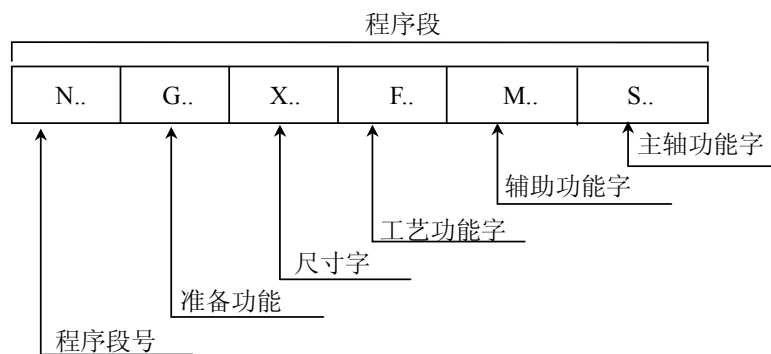 程序段
N.. G.. X.. F.. M.. S..
主轴功能字
辅助功能字
工艺功能字
尺寸字
准备功能
程序段号